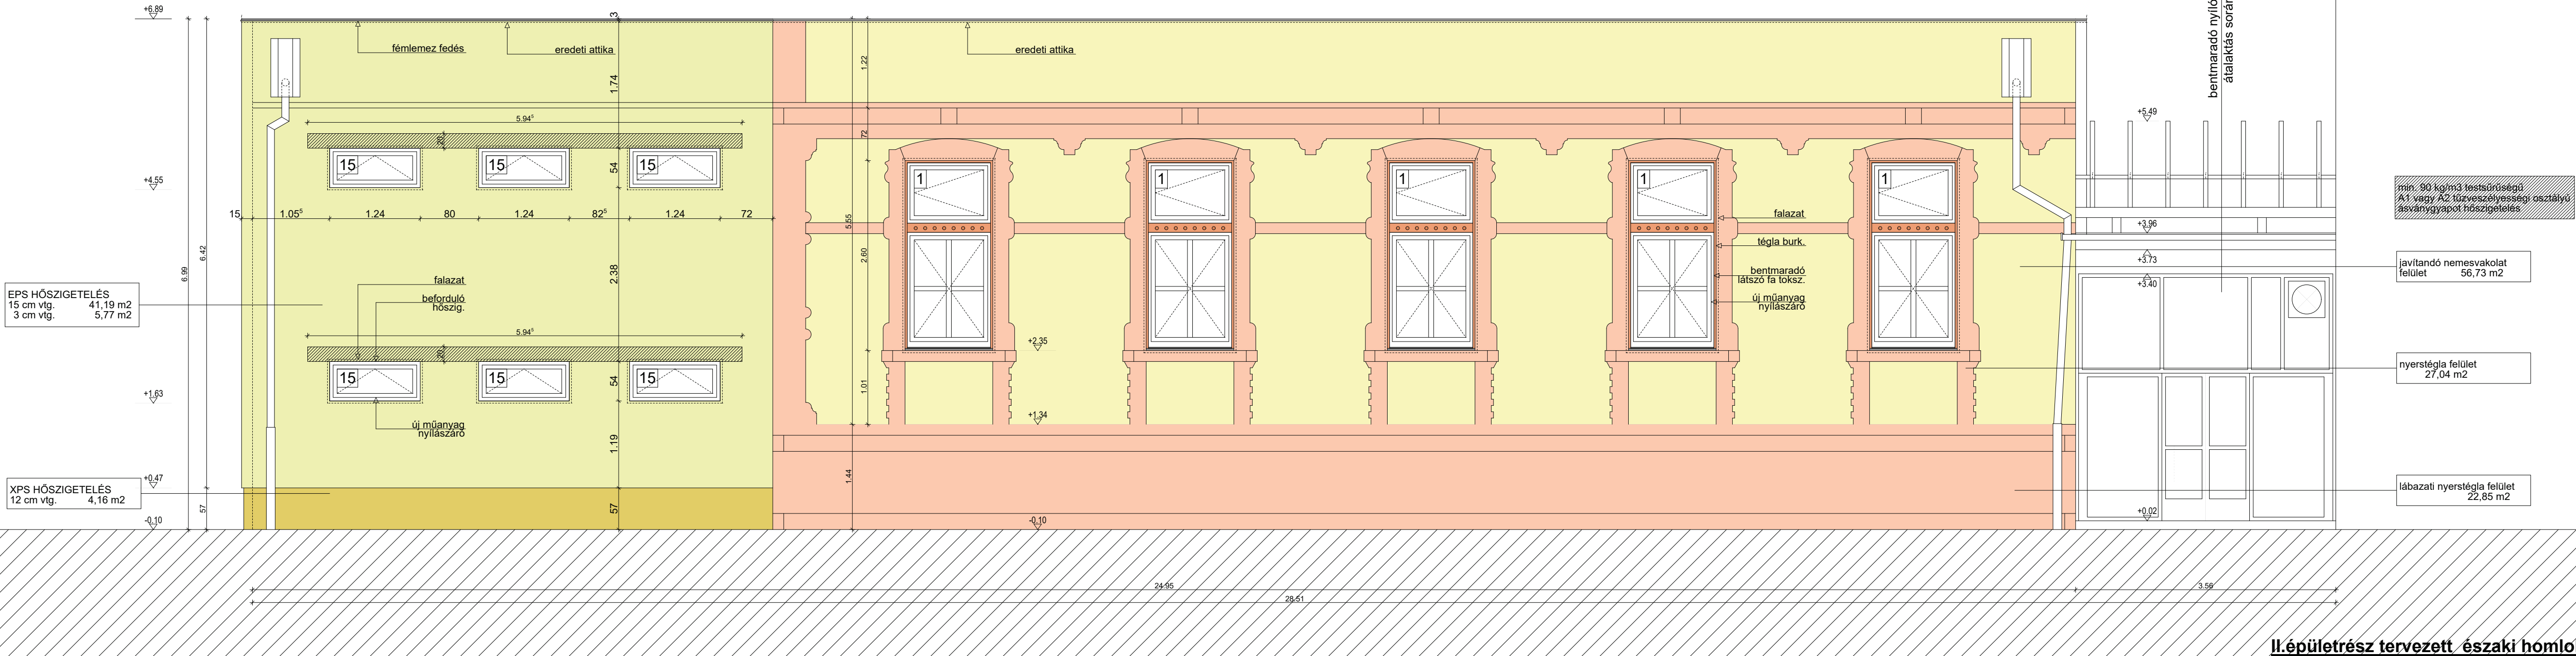 +6.89
3
bentmaradó nyíló
átalaktás sorár
fémlemez fedés
eredeti attika
eredeti attika
1.22
1.74
5.94⁵
20
72
+5.49
15
15
15
54
1
1
1
1
1
+4.55
min. 90 kg/m3 testsűrűségű
A1 vagy A2 tűzveszélyességi osztályú
ásványgyapot hőszigetelés
15
1.05⁵
1.24
80
1.24
82⁵
1.24
72
5.55
falazat
+3.96
6.99
6.42
2.60
tégla burk.
+3.73
javítandó nemesvakolat
felület 56,73 m2
bentmaradó
látszó fa toksz.
2.38
falazat
+3.40
EPS HŐSZIGETELÉS
15 cm vtg. 41,19 m2
3 cm vtg. 5,77 m2
beforduló
hőszig.
új műanyag
nyílászáró
5.94⁵
20
+2.35
nyerstégla felület
27,04 m2
15
15
15
54
1.01
+1.63
+1.34
új műanyag
nyílászáró
1.19
1.44
+0.47
XPS HŐSZIGETELÉS
12 cm vtg. 4,16 m2
lábazati nyerstégla felület
22,85 m2
57
57
-0.10
-0.10
+0.02
24.95
3.56
28.51
II.épületrész tervezett északi homlo